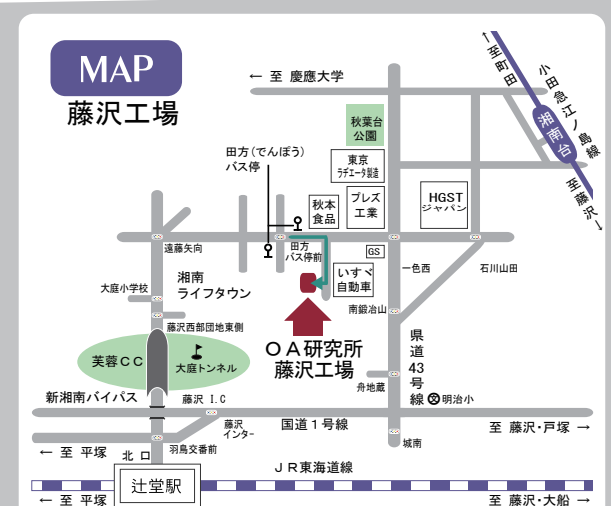 MAP
藤沢工場
← 至 慶應大学
↑至町田
小田急江ノ島線
湘南台
至藤沢↓
秋葉台
公園
田方(でんぽう)
バス停
東京
ラヂエータ製造
秋本
食品
プレス
工業
HGST
ジャパン
遠藤矢向
田方
バス停前
GS
一色西
石川山田
大庭小学校
湘南
ライフタウン
いすゞ
自動車
南鍛冶山
藤沢西部団地東側
芙蓉CC
大庭トンネル
OA研究所
藤沢工場
県道43号線
舟地蔵
文明治小
新湘南バイパス
藤沢 I.C
藤沢
インター
国道1号線
至 藤沢・戸塚 →
城南
← 至 平塚
北 口
羽鳥交番前
辻堂駅
JR東海道線
← 至 平塚
至 藤沢・大船 →